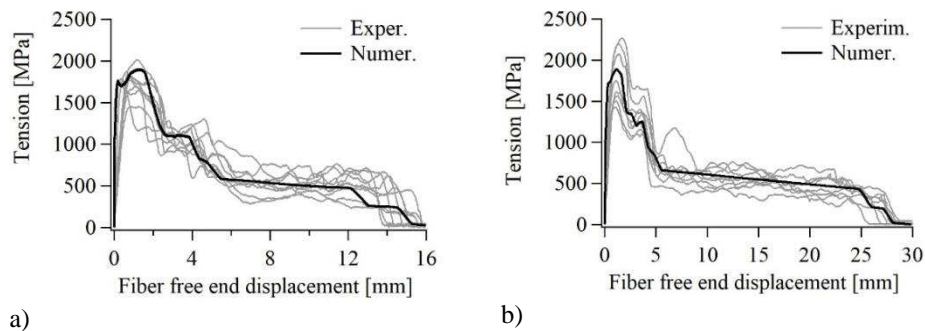 2500
2000
1500
1000
500
0
Tension [MPa]
Exper.
Numer.
0 4 8 12 16
Fiber free end displacement [mm]
a)
2500
2000
1500
1000
500
0
Tension [MPa]
Experim.
Numer.
0 5 10 15 20 25 30
Fiber free end displacement [mm]
b)